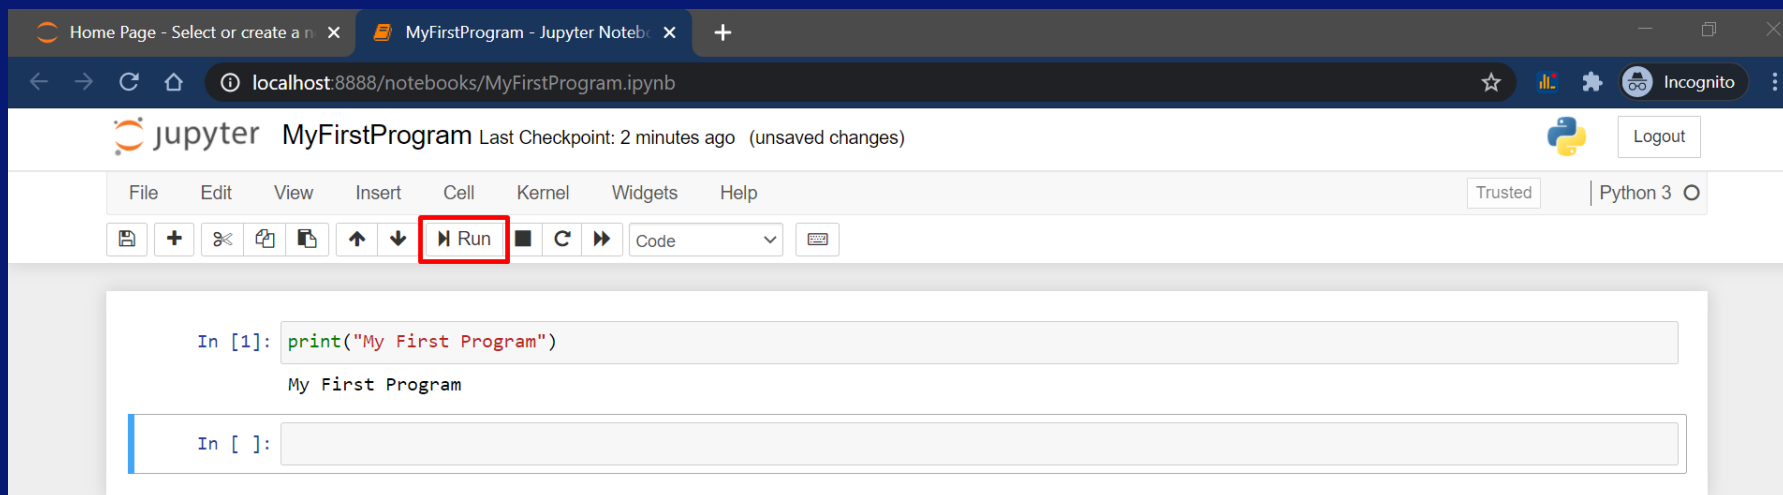 Home Page - Select or create a n
MyFirstProgram - Jupyter Notebo
localhost:8888/notebooks/MyFirstProgram.ipynb
Incognito
jupyter MyFirstProgram Last Checkpoint: 2 minutes ago (unsaved changes)
Logout
File Edit View Insert Cell Kernel Widgets Help
Trusted Python 3
Run
Code
In [1]: print("My First Program")
My First Program
In [ ]: